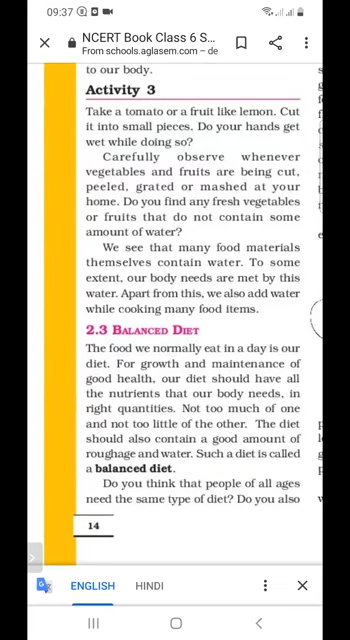 09:37
NCERT Book Class 6 S...
From schools.aglasem.com – de
to our body.
Activity 3
Take a tomato or a fruit like lemon. Cut
it into small pieces. Do your hands get
wet while doing so?
Carefully observe whenever
vegetables and fruits are being cut,
peeled, grated or mashed at your
home. Do you find any fresh vegetables
or fruits that do not contain some
amount of water?
We see that many food materials
themselves contain water. To some
extent, our body needs are met by this
water. Apart from this, we also add water
while cooking many food items.
2.3 BALANCED DIET
The food we normally eat in a day is our
diet. For growth and maintenance of
good health, our diet should have all
the nutrients that our body needs, in
right quantities. Not too much of one
and not too little of the other. The diet
should also contain a good amount of
roughage and water. Such a diet is called
a balanced diet.
Do you think that people of all ages
need the same type of diet? Do you also
14
ENGLISH HINDI